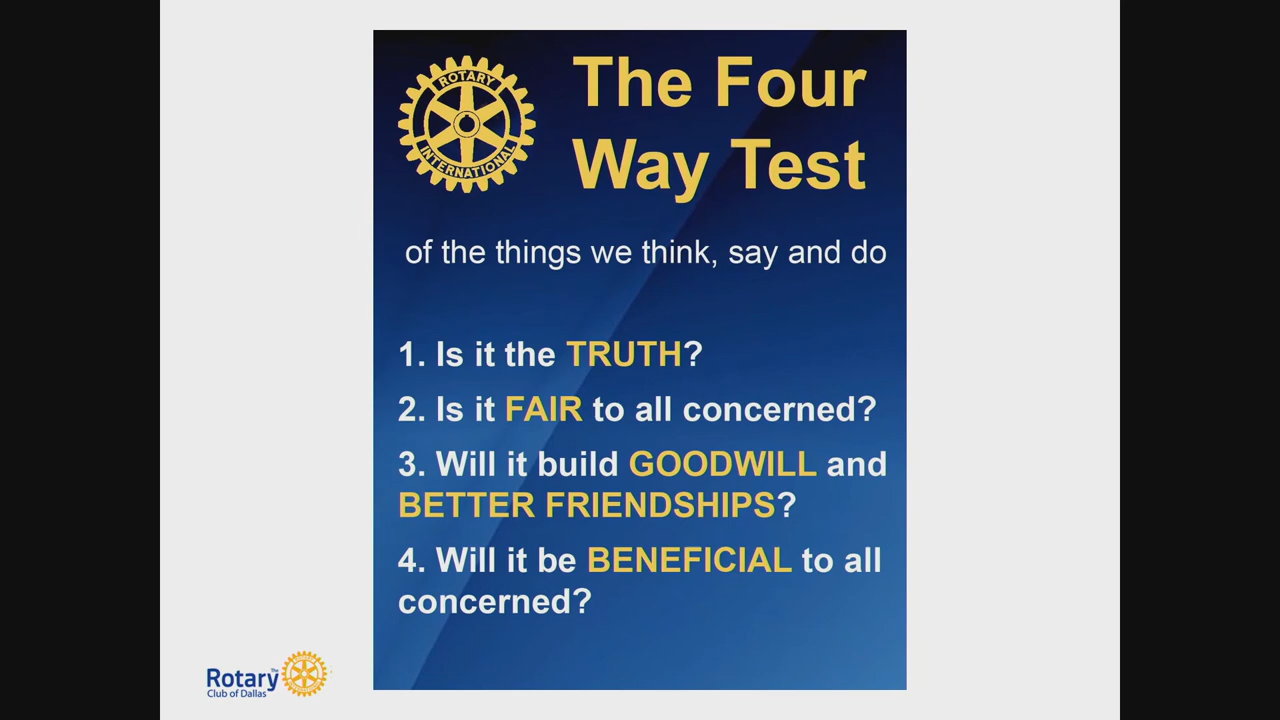 ROTARY
INTERNATIONAL
The Four
Way Test
of the things we think, say and do
1. Is it the TRUTH?
2. Is it FAIR to all concerned?
3. Will it build GOODWILL and
BETTER FRIENDSHIPS?
4. Will it be BENEFICIAL to all
concerned?
The
Rotary
Club of Dallas